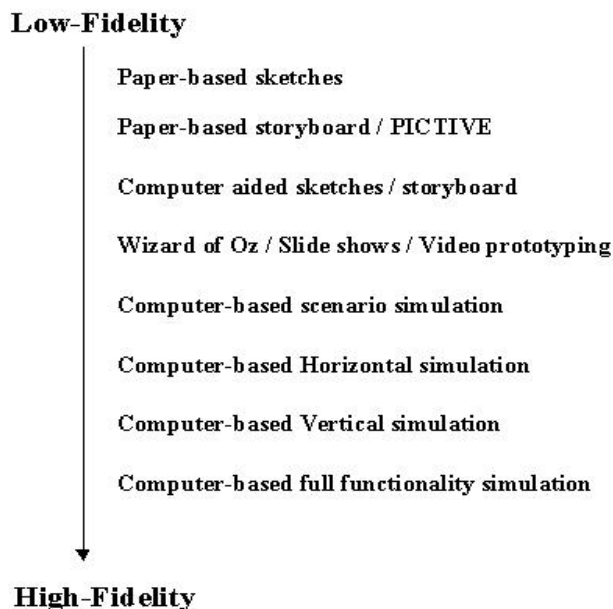 Low-Fidelity
Paper-based sketches
Paper-based storyboard / PICTIVE
Computer aided sketches / storyboard
Wizard of Oz / Slide shows / Video prototyping
Computer-based scenario simulation
Computer-based Horizontal simulation
Computer-based Vertical simulation
Computer-based full functionality simulation
High-Fidelity